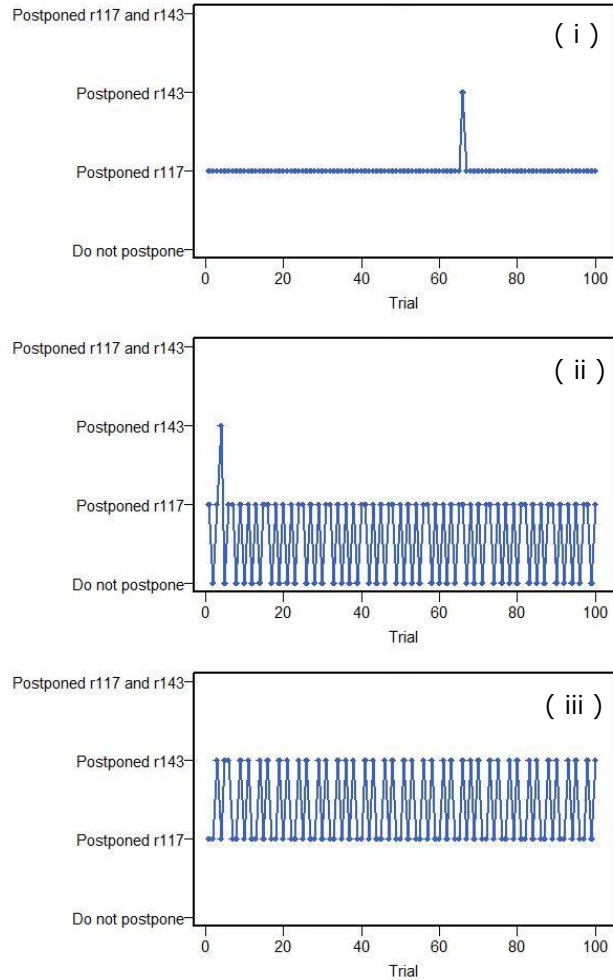 Postponed r117 and r143
( i )
Postponed r143
Postponed r117
Do not postpone
0 20 40 60 80 100
Trial
Postponed r117 and r143
( ii )
Postponed r143
Postponed r117
Do not postpone
0 20 40 60 80 100
Trial
Postponed r117 and r143
( iii )
Postponed r143
Postponed r117
Do not postpone
0 20 40 60 80 100
Trial